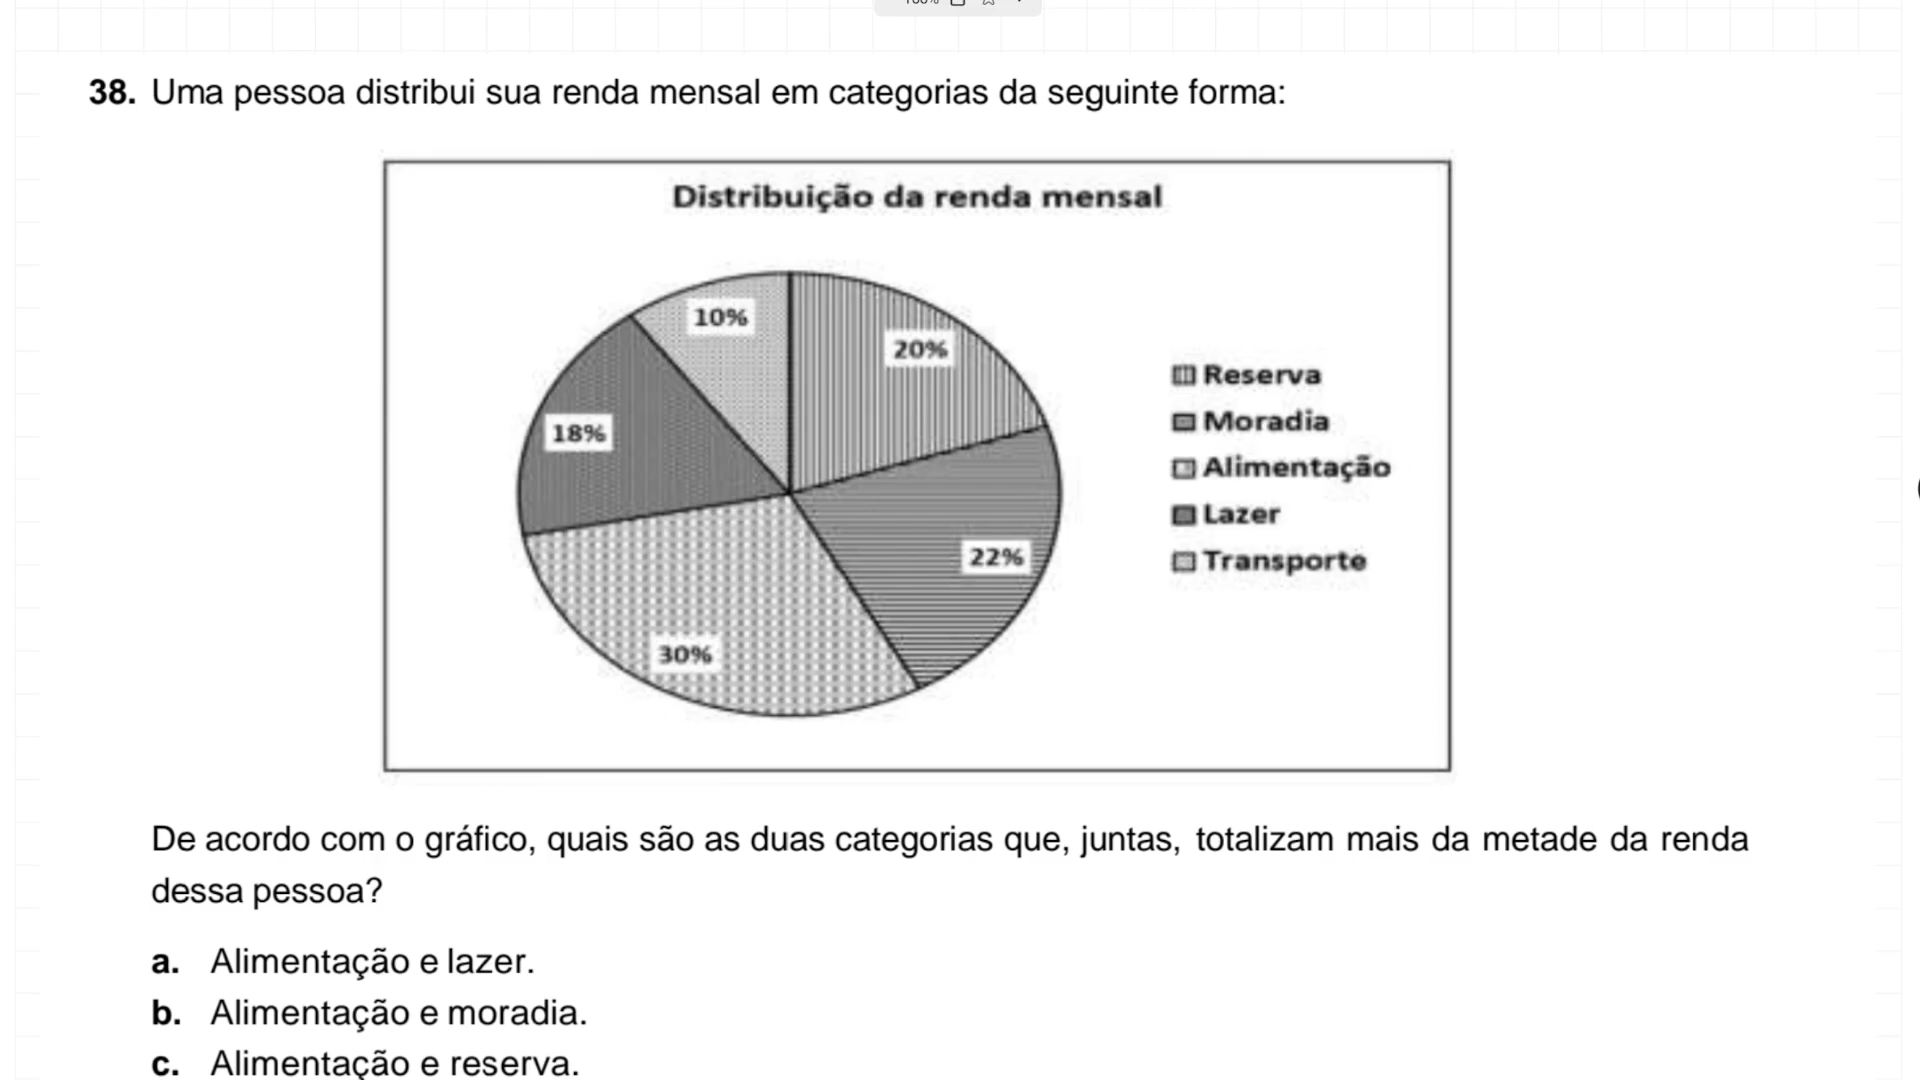 38. Uma pessoa distribui sua renda mensal em categorias da seguinte forma:
Distribuição da renda mensal
10%
20%
18%
22%
30%
Reserva
Moradia
Alimentação
Lazer
Transporte
De acordo com o gráfico, quais são as duas categorias que, juntas, totalizam mais da metade da renda
dessa pessoa?
a. Alimentação e lazer.
b. Alimentação e moradia.
c. Alimentação e reserva.